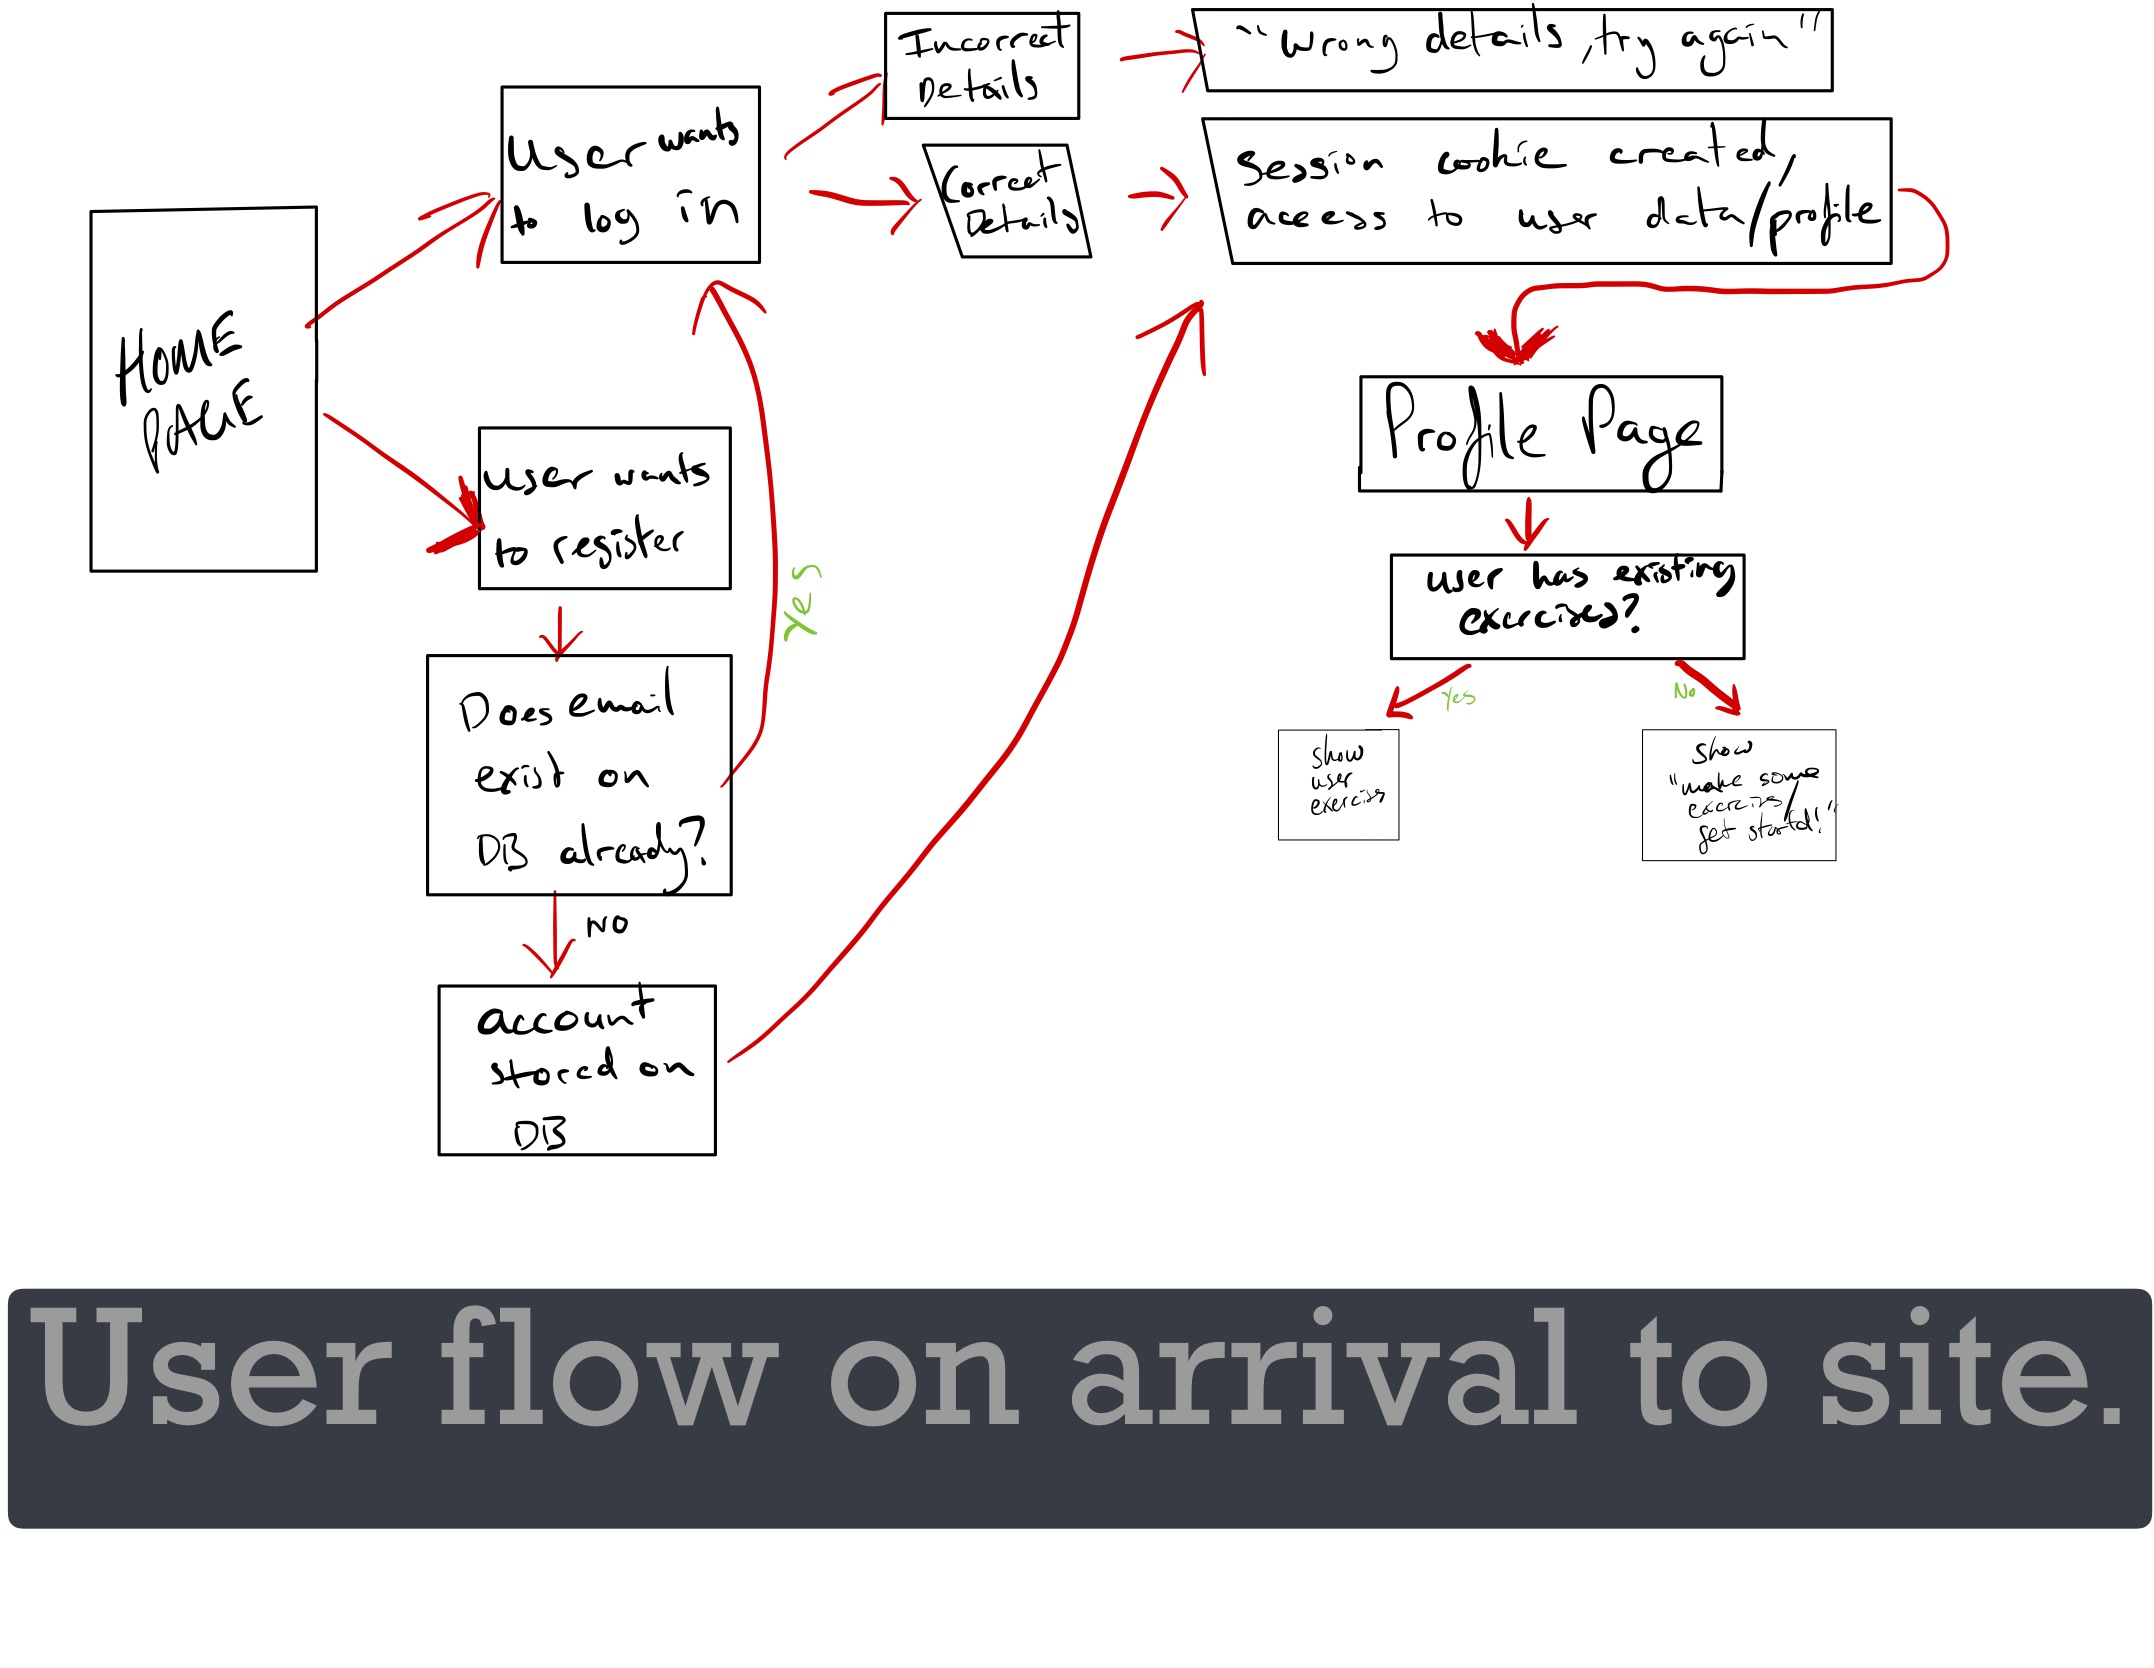 HOME
PAGE
User wants
to log in
Incorrect
Details
"Wrong details, try again"
Correct
Details
Session cookie created,
access to user data/profile
user wants
to register
Does email
exist on
DB already?
Yes
NO
account
stored on
DB
Profile Page
user has existing
exercises?
Yes
No
show
user
exercises
show
"make some
exercises/
get started!"
User flow on arrival to site.